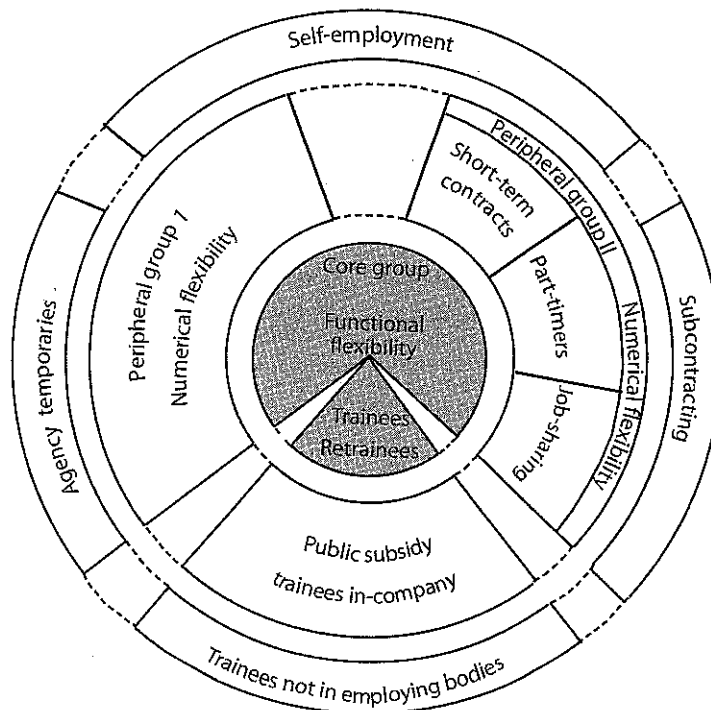 Self-employment
Peripheral group II
Short-term
contracts
Peripheral group 1
Numerical flexibility
Core group
Functional
flexibility
Part-timers
Numerical flexibility
Subcontracting
Agency temporaries
Trainees
Retrainees
Job-sharing
Public subsidy
trainees in-company
Trainees not in employing bodies